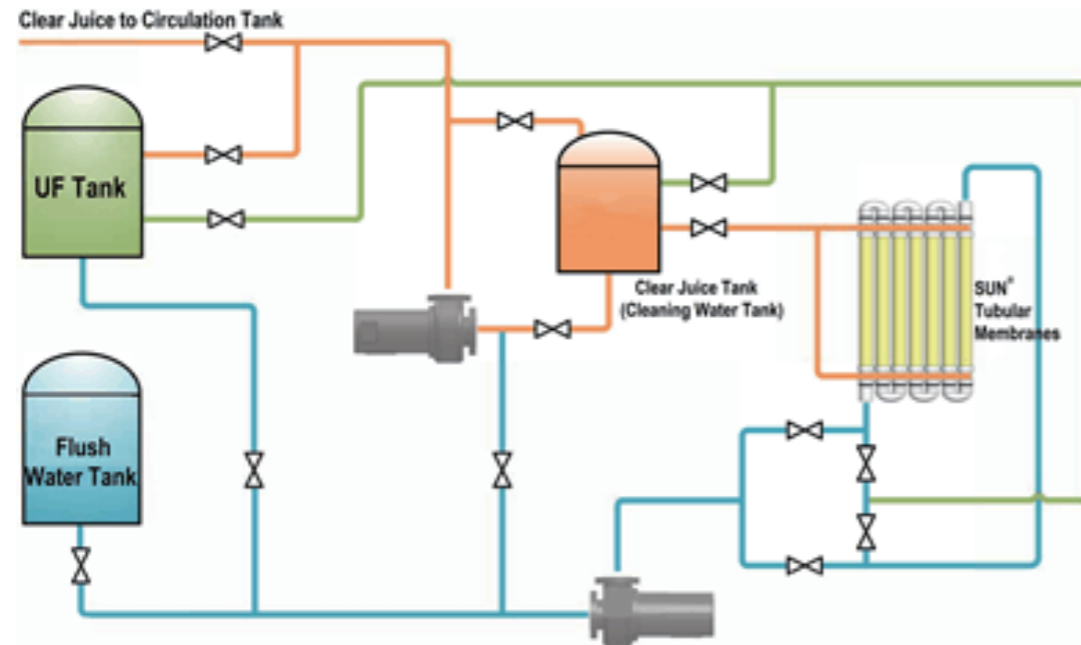 Clear Juice to Circulation Tank
UF Tank
Clear Juice Tank
(Cleaning Water Tank)
SUN®
Tubular
Membranes
Flush
Water Tank